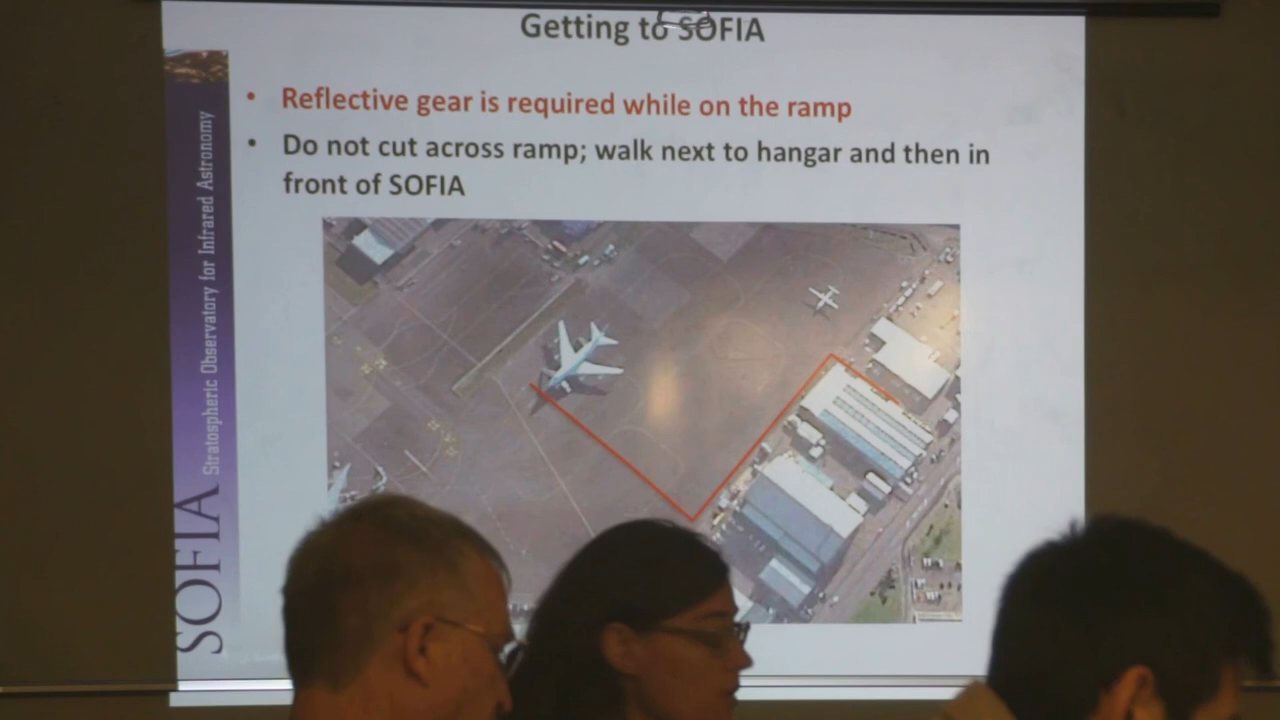 Getting to SOFIA
• Reflective gear is required while on the ramp
• Do not cut across ramp; walk next to hangar and then in
front of SOFIA
SOFIA
Stratospheric Observatory for Infrared Astronomy